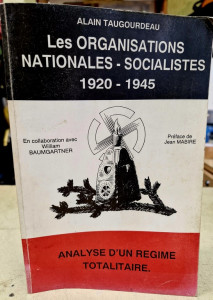 ALAIN TAUGOURDEAU
Les ORGANISATIONS
NATIONALES - SOCIALISTES
1920 - 1945
En collaboration avec
William
BAUMGARTNER
Préface de
Jean MABIRE
ANALYSE D'UN REGIME
TOTALITAIRE.